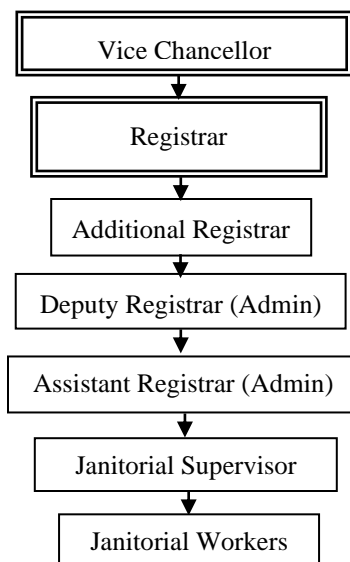 Vice Chancellor
Registrar
Additional Registrar
Deputy Registrar (Admin)
Assistant Registrar (Admin)
Janitorial Supervisor
Janitorial Workers